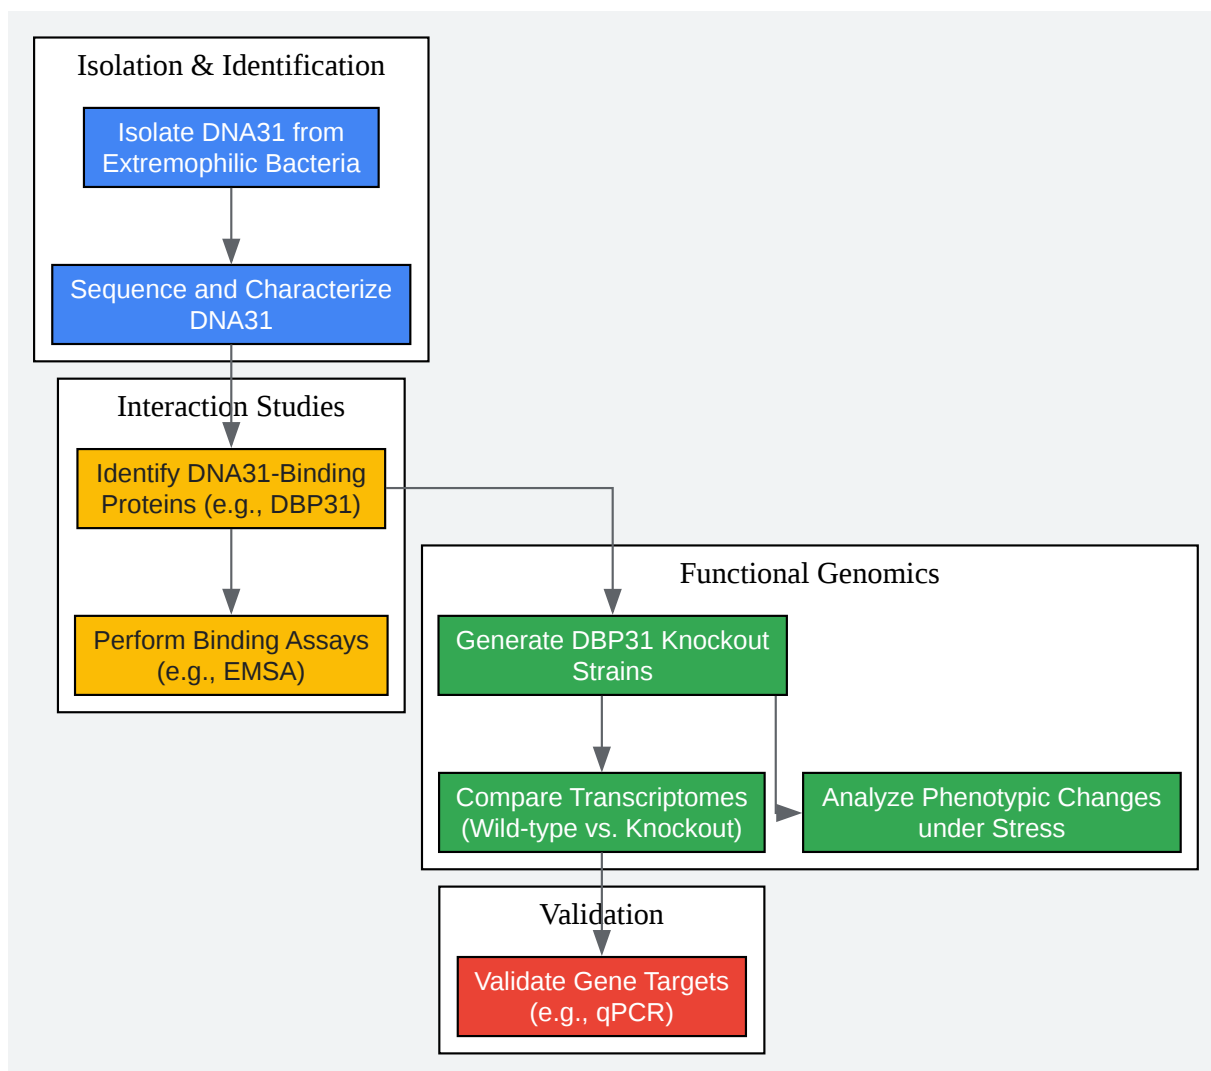 Isolation & Identification
Isolate DNA31 from
Extremophilic Bacteria
Sequence and Characterize
DNA31
Interaction Studies
Identify DNA31-Binding
Proteins (e.g., DBP31)
Perform Binding Assays
(e.g., EMSA)
Functional Genomics
Generate DBP31 Knockout
Strains
Compare Transcriptomes
(Wild-type vs. Knockout)
Analyze Phenotypic Changes
under Stress
Validation
Validate Gene Targets
(e.g., qPCR)